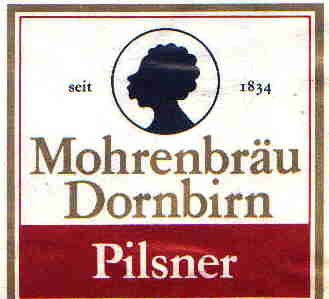 seit 1834
Mohrenbräu
Dornbirn
Pilsner